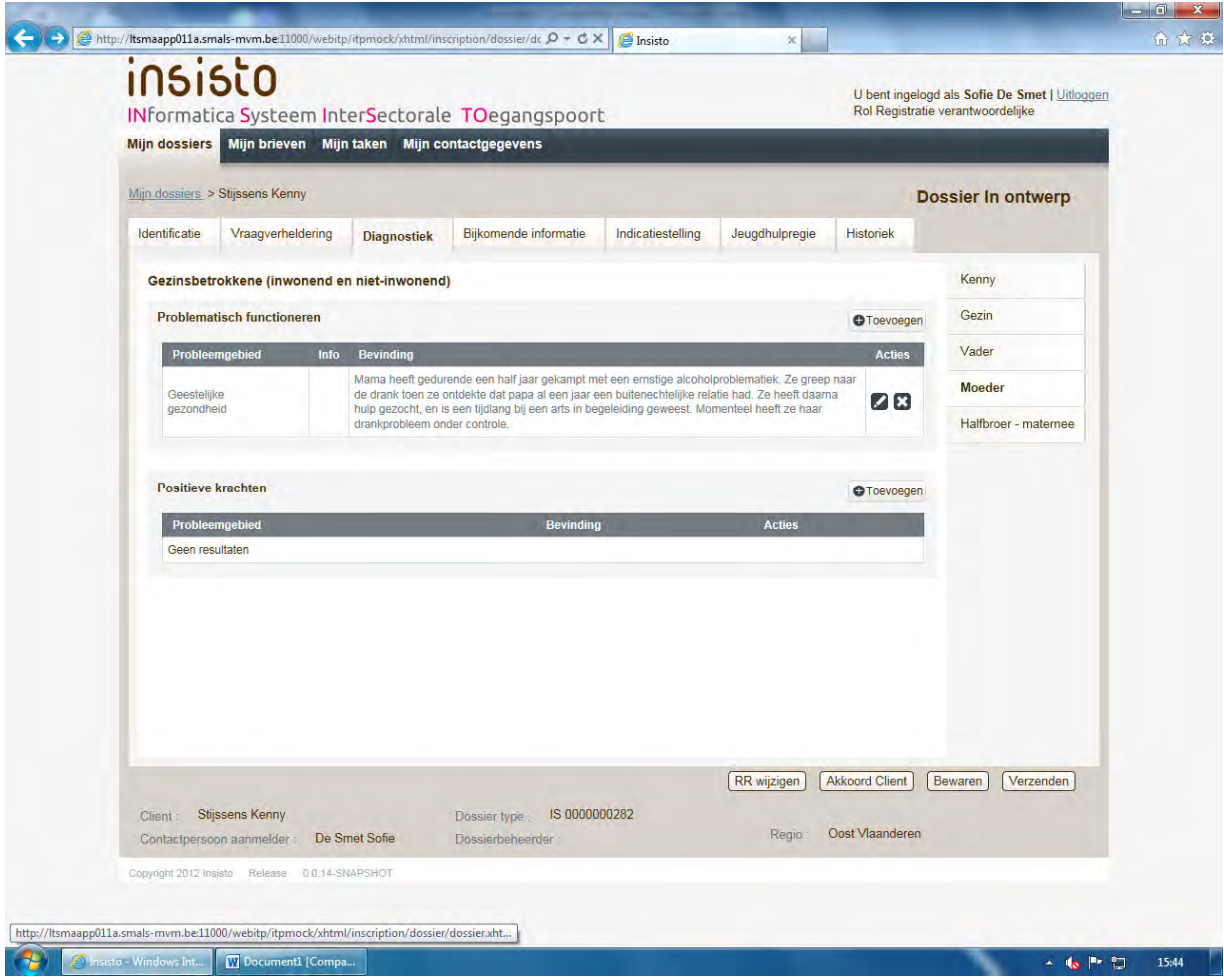 http://ltsmaapp011a.smals-mvm.be:11000/webitp/itpmock/xhtml/inscription/dossier/dc
Insisto
insisto
INformatica Systeem InterSectorale TOegangspoort
U bent ingelogd als Sofie De Smet | Uitloggen
Rol Registratie verantwoordelijke
Mijn dossiers Mijn brieven Mijn taken Mijn contactgegevens
Mijn dossiers > Stijssens Kenny
Dossier In ontwerp
Identificatie Vraagverheldering Diagnostiek Bijkomende informatie Indicatiestelling Jeugdhulpregie Historiek
Gezinsbetrokkene (inwonend en niet-inwonend)
Kenny
Gezin
Vader
Moeder
Halfbroer - maternee
Problematisch functioneren
Toevoegen
Probleemgebied Info Bevinding Acties
Geestelijke
gezondheid
Mama heeft gedurende een half jaar gekampt met een ernstige alcoholproblematiek. Ze greep naar
de drank toen ze ontdekte dat papa al een jaar een buitenechtelijke relatie had. Ze heeft daarna
hulp gezocht, en is een tijdlang bij een arts in begeleiding geweest. Momenteel heeft ze haar
drankprobleem onder controle.
Positieve krachten
Toevoegen
Probleemgebied Bevinding Acties
Geen resultaten
RR wijzigen Akkoord Client Bewaren Verzenden
Client : Stijssens Kenny Dossier type : IS 0000000282
Contactpersoon aanmelder : De Smet Sofie Dossierbeheerder : Regio : Oost Vlaanderen
Copyright 2012 Insisto Release 0.0.14-SNAPSHOT
http://ltsmaapp011a.smals-mvm.be:11000/webitp/itpmock/xhtml/inscription/dossier/dossier.xht...
Insisto - Windows Int... Document1 [Compa... 15:44